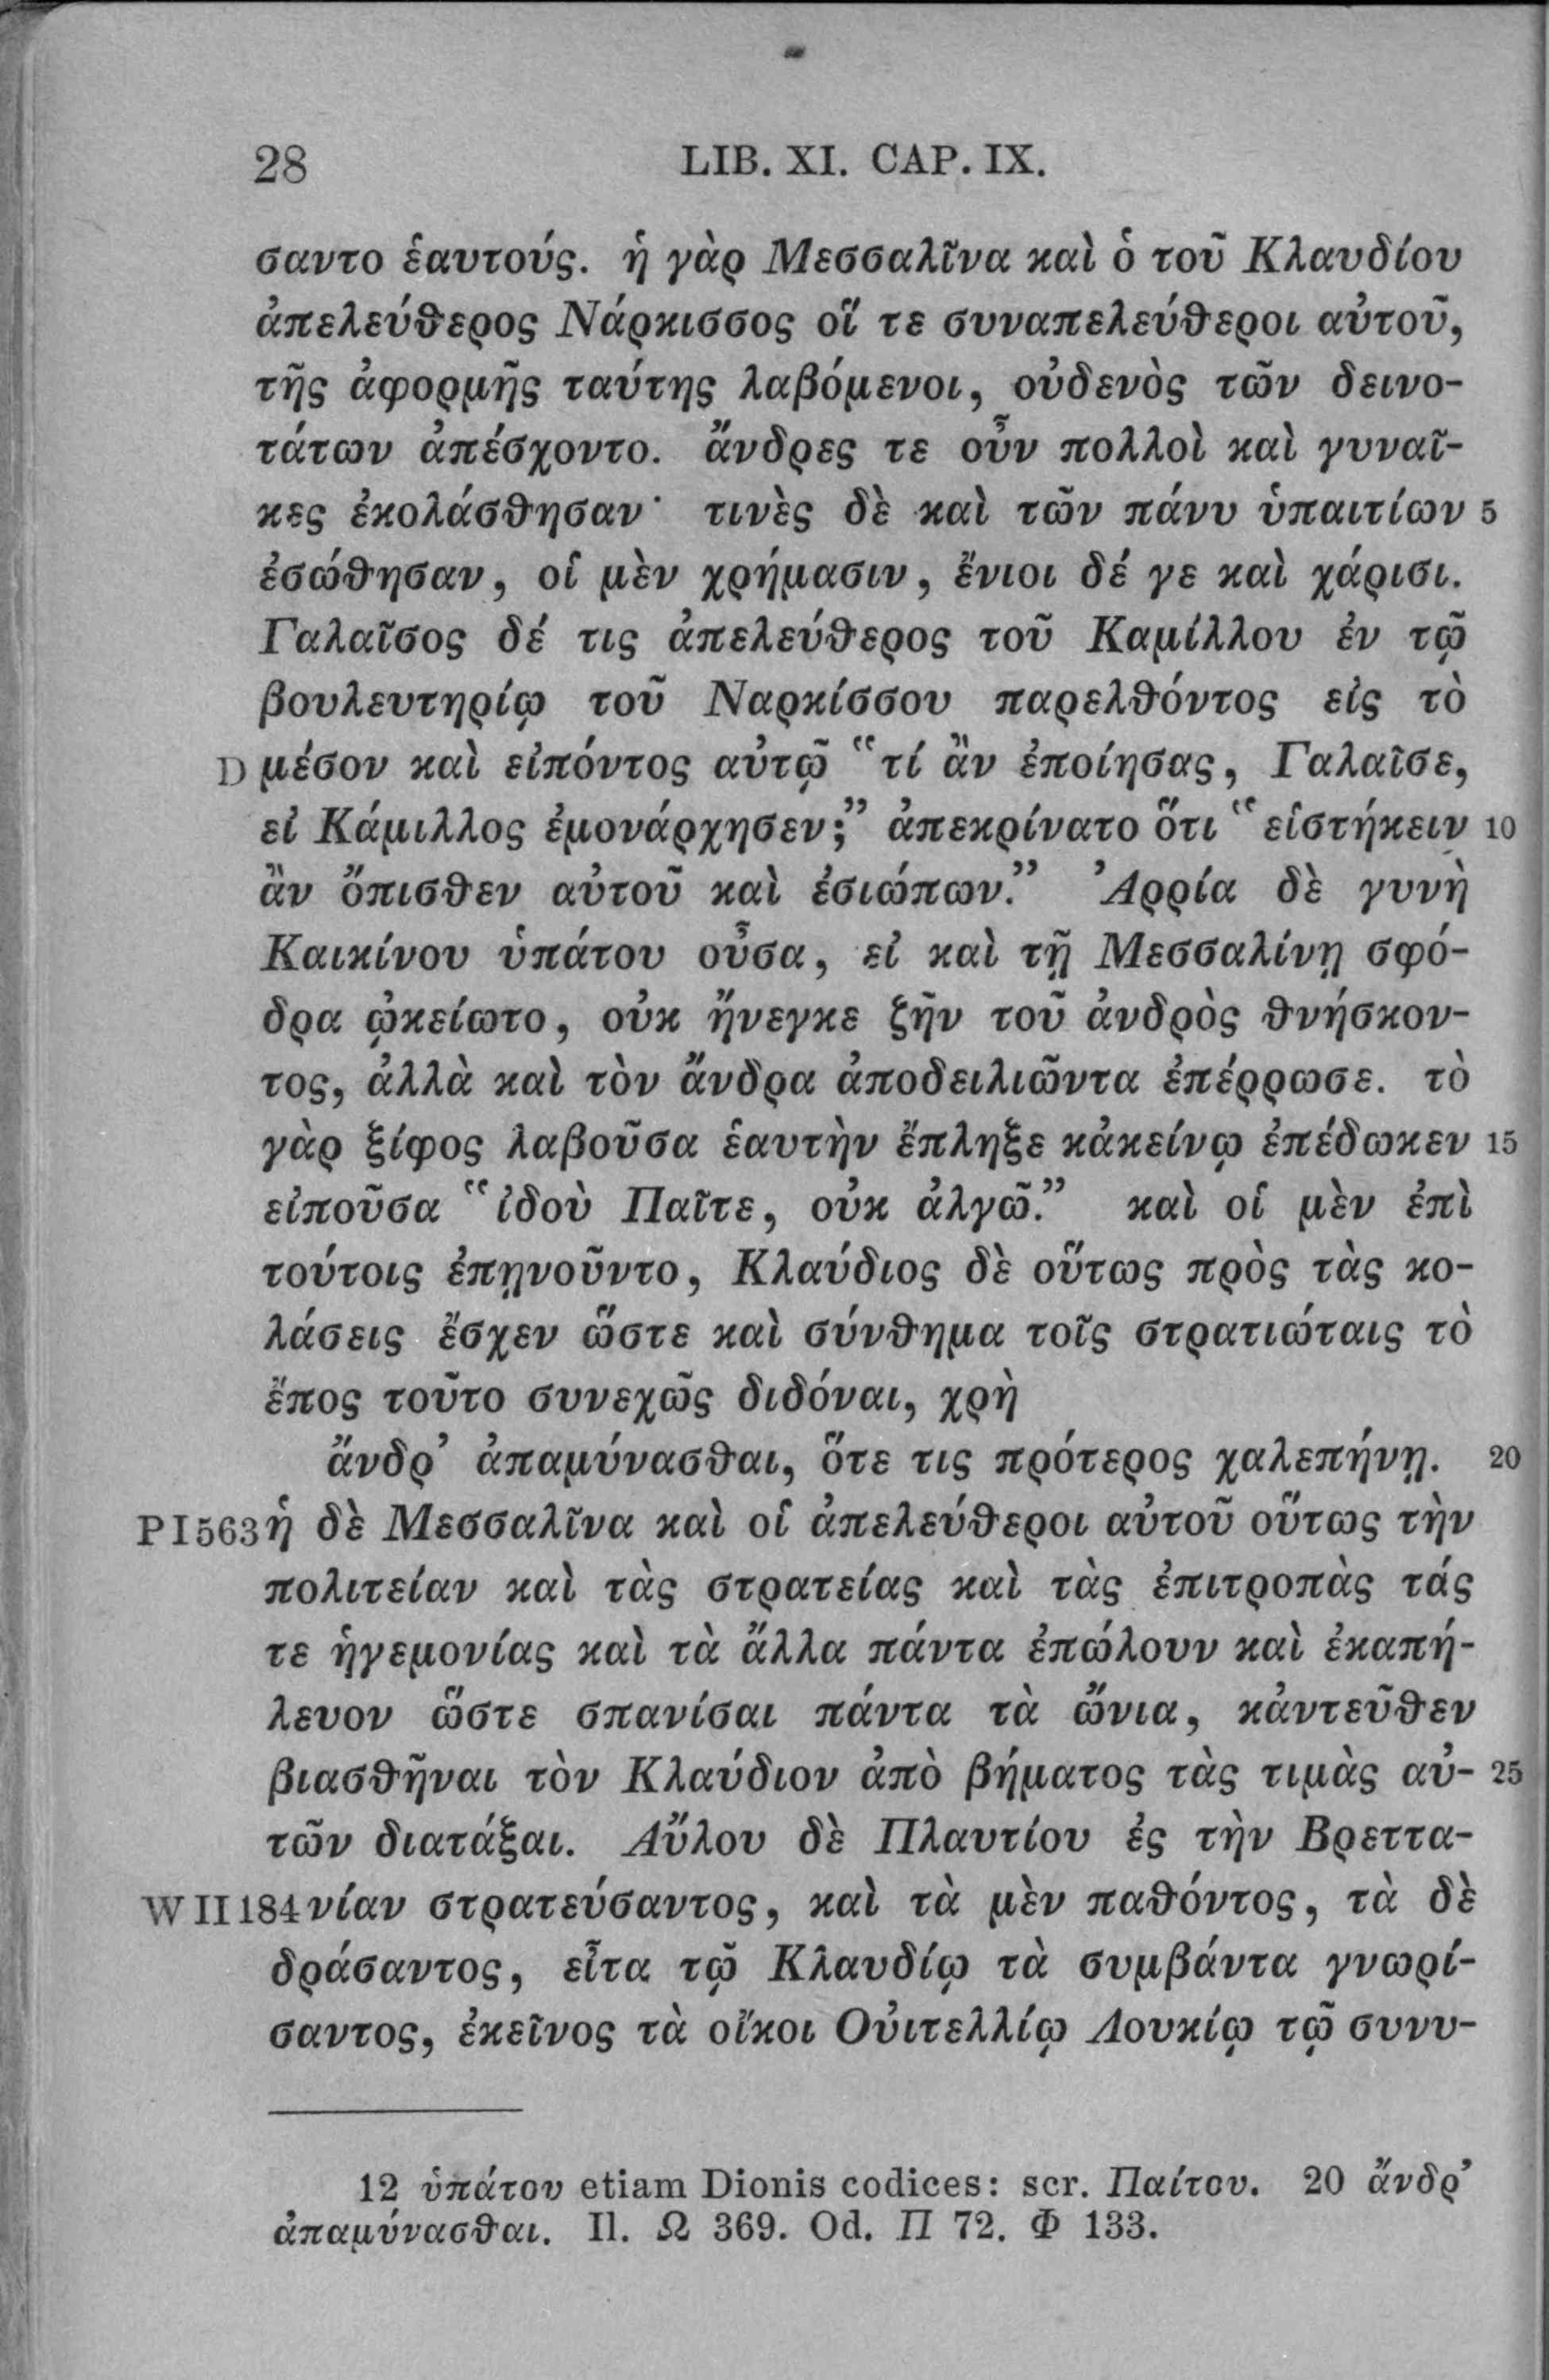 28 LIB. XI. CAP. IX.
σαντο ἑαυτούς. ἡ γὰρ Μεσσαλῖνα καὶ ὁ τοῦ Κλαυδίου
ἀπελεύθερος Νάρκισσος οἵ τε συναπελεύθεροι αὐτοῦ,
τῆς ἀφορμῆς ταύτης λαβόμενοι, οὐδενὸς τῶν δεινο-
τάτων ἀπέσχοντο. ἄνδρες τε οὖν πολλοὶ καὶ γυναῖ-
κες ἐκολάσθησαν· τινὲς δὲ καὶ τῶν πάνυ ὑπαιτίων 5
ἐσώθησαν, οἱ μὲν χρήμασιν, ἔνιοι δέ γε καὶ χάρισι.
Γαλαῖσος δέ τις ἀπελεύθερος τοῦ Καμίλλου ἐν τῷ
βουλευτηρίῳ τοῦ Ναρκίσσου παρελθόντος εἰς τὸ
D μέσον καὶ εἰπόντος αὐτῷ “τί ἂν ἐποίησας, Γαλαῖσε,
εἰ Κάμιλλος ἐμονάρχησεν;” ἀπεκρίνατο ὅτι “εἱστήκειν 10
ἂν ὄπισθεν αὐτοῦ καὶ ἐσιώπων.” Ἀρρία δὲ γυνὴ
Καικίνου ὑπάτου οὖσα, εἰ καὶ τῇ Μεσσαλίνῃ σφό-
δρα ᾠκείωτο, οὐκ ἤνεγκε ζῆν τοῦ ἀνδρὸς θνήσκον-
τος, ἀλλὰ καὶ τὸν ἄνδρα ἀποδειλιῶντα ἐπέρρωσε. τὸ
γὰρ ξίφος λαβοῦσα ἑαυτὴν ἔπληξε κἀκείνῳ ἐπέδωκεν 15
εἰποῦσα “ἰδοὺ Παῖτε, οὐκ ἀλγῶ.” καὶ οἱ μὲν ἐπὶ
τούτοις ἐπῃνοῦντο, Κλαύδιος δὲ οὕτως πρὸς τὰς κο-
λάσεις ἔσχεν ὥστε καὶ σύνθημα τοῖς στρατιώταις τὸ
ἔπος τοῦτο συνεχῶς διδόναι, χρὴ
ἄνδρ’ ἀπαμύνασθαι, ὅτε τις πρότερος χαλεπήνῃ. 20
P I 563 ἡ δὲ Μεσσαλῖνα καὶ οἱ ἀπελεύθεροι αὐτοῦ οὕτως τὴν
πολιτείαν καὶ τὰς στρατείας καὶ τὰς ἐπιτροπὰς τάς
τε ἡγεμονίας καὶ τὰ ἄλλα πάντα ἐπώλουν καὶ ἐκαπή-
λευον ὥστε σπανίσαι πάντα τὰ ὤνια, κἀντεῦθεν
βιασθῆναι τὸν Κλαύδιον ἀπὸ βήματος τὰς τιμὰς αὐ- 25
τῶν διατάξαι. Αὔλου δὲ Πλαυτίου ἐς τὴν Βρεττα-
W II 184 νίαν στρατεύσαντος, καὶ τὰ μὲν παθόντος, τὰ δὲ
δράσαντος, εἶτα τῷ Κλαυδίῳ τὰ συμβάντα γνωρί-
σαντος, ἐκεῖνος τὰ οἴκοι Οὐιτελλίῳ Λουκίῳ τῷ συνυ-
12 ὑπάτου etiam Dionis codices: scr. Παίτου. 20 ἄνδρ’
ἀπαμύνασθαι. Il. Ω 369. Od. Π 72. Φ 133.